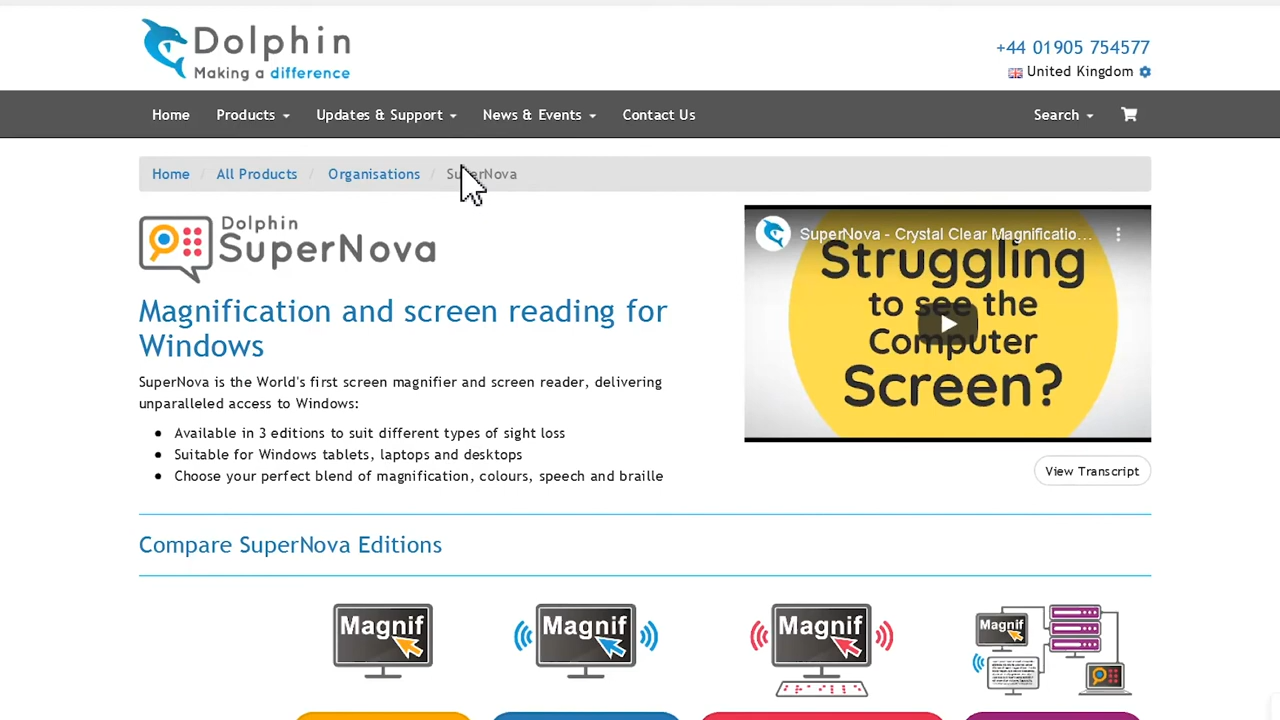 Dolphin
Making a difference
+44 01905 754577
United Kingdom
Home Products Updates & Support News & Events Contact Us Search
Home / All Products / Organisations / SuperNova
Dolphin
SuperNova
Magnification and screen reading for
Windows
SuperNova is the World's first screen magnifier and screen reader, delivering
unparalleled access to Windows:
• Available in 3 editions to suit different types of sight loss
• Suitable for Windows tablets, laptops and desktops
• Choose your perfect blend of magnification, colours, speech and braille
SuperNova - Crystal Clear Magnificatio...
Struggling
to see the
Computer
Screen?
View Transcript
Compare SuperNova Editions
Magnif
Magnif
Magnif
Magnif